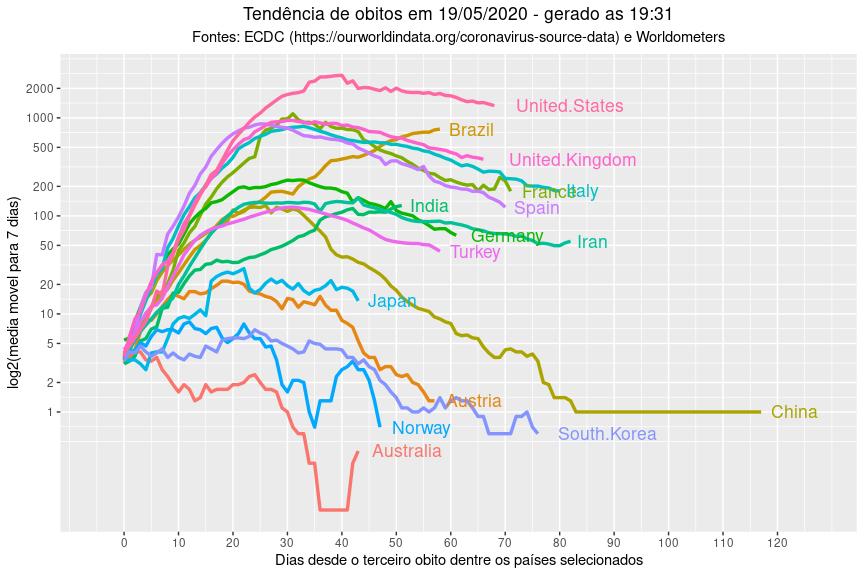 Tendência de obitos em 19/05/2020 - gerado as 19:31
Fontes: ECDC (https://ourworldindata.org/coronavirus-source-data) e Worldometers
log2(media movel para 7 dias)
2000
1000
500
200
100
50
20
10
5
2
1
United.States
Brazil
United.Kingdom
France
Italy
Spain
India
Germany
Iran
Turkey
Japan
Austria
China
Norway
South.Korea
Australia
0 10 20 30 40 50 60 70 80 90 100 110 120
Dias desde o terceiro obito dentre os países selecionados